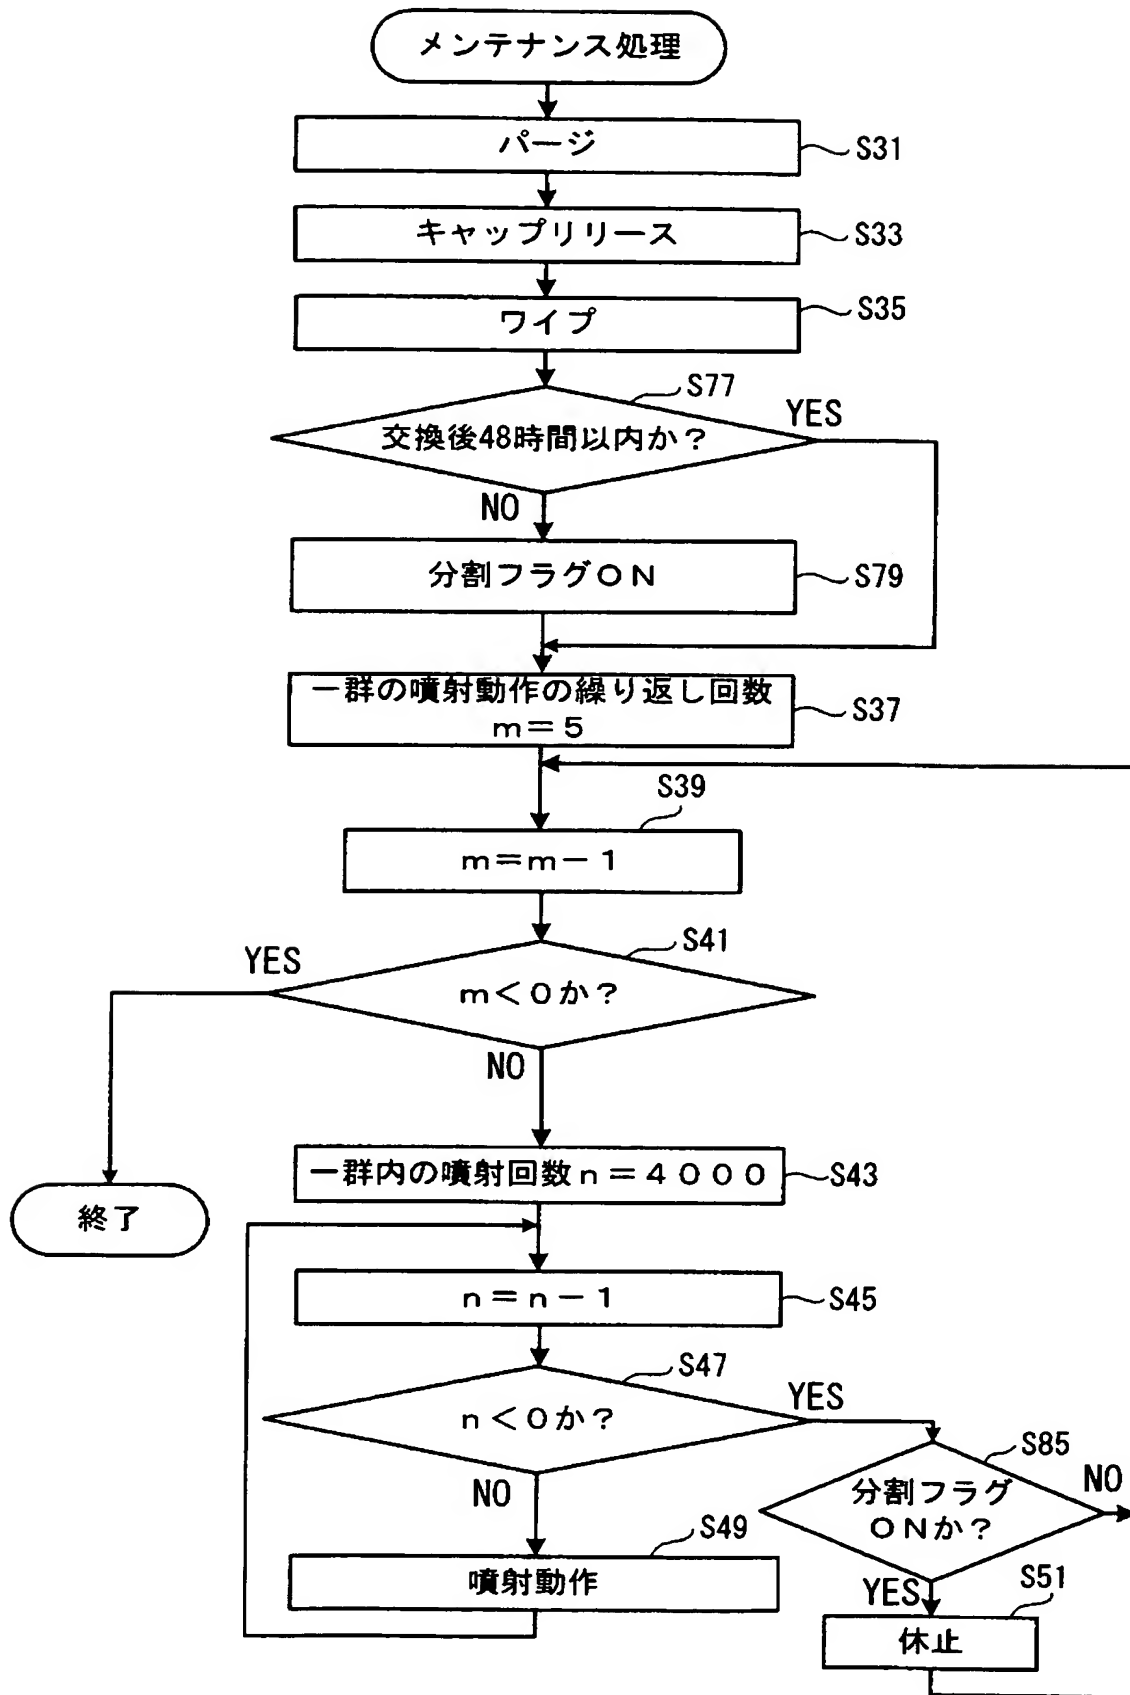 メンテナンス処理
パージ
S31
キャップリリース
S33
ワイプ
S35
S77
交換後48時間以内か？
YES
NO
分割フラグＯＮ
S79
一群の噴射動作の繰り返し回数
ｍ＝５
S37
S39
ｍ＝ｍ－１
S41
YES
ｍ＜０か？
NO
一群内の噴射回数ｎ＝４０００
S43
終了
ｎ＝ｎ－１
S45
S47
ｎ＜０か？
YES
S85
分割フラグ
ＯＮか？
NO
NO
S49
噴射動作
YES
S51
休止